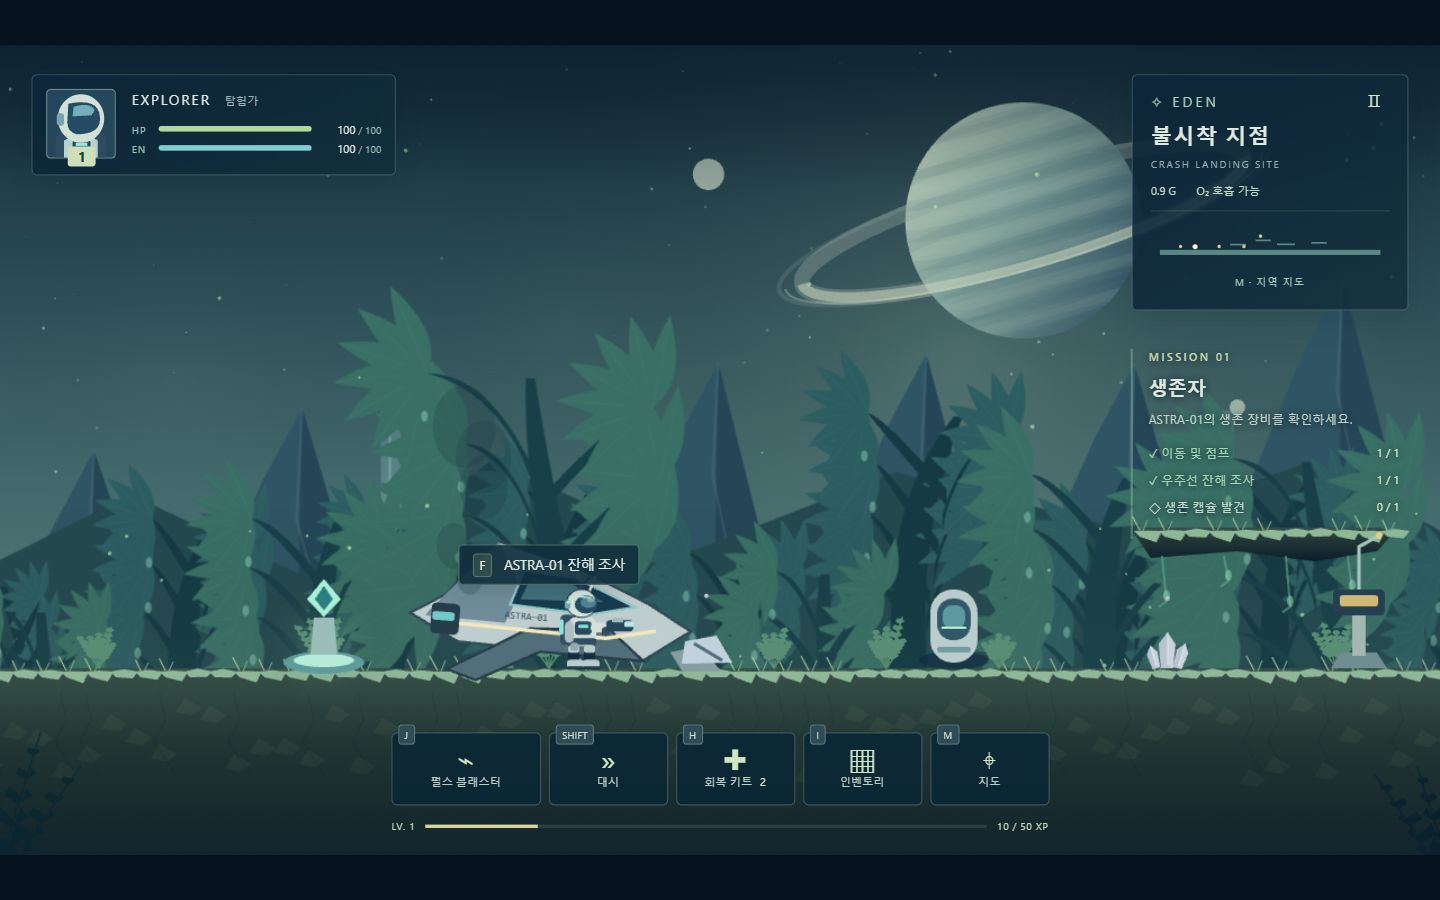 EXPLORER 탐험가
HP 100 / 100
EN 100 / 100
1
✧ EDEN
불시착 지점
CRASH LANDING SITE
0.9 G O₂ 호흡 가능
M · 지역 지도
MISSION 01
생존자
ASTRA-01의 생존 장비를 확인하세요.
✓ 이동 및 점프 1 / 1
✓ 우주선 잔해 조사 1 / 1
◇ 생존 캡슐 발견 0 / 1
F ASTRA-01 잔해 조사
ASTRA-01
J
펄스 블래스터
SHIFT
대시
H
회복 키트 2
I
인벤토리
M
지도
LV. 1 10 / 50 XP